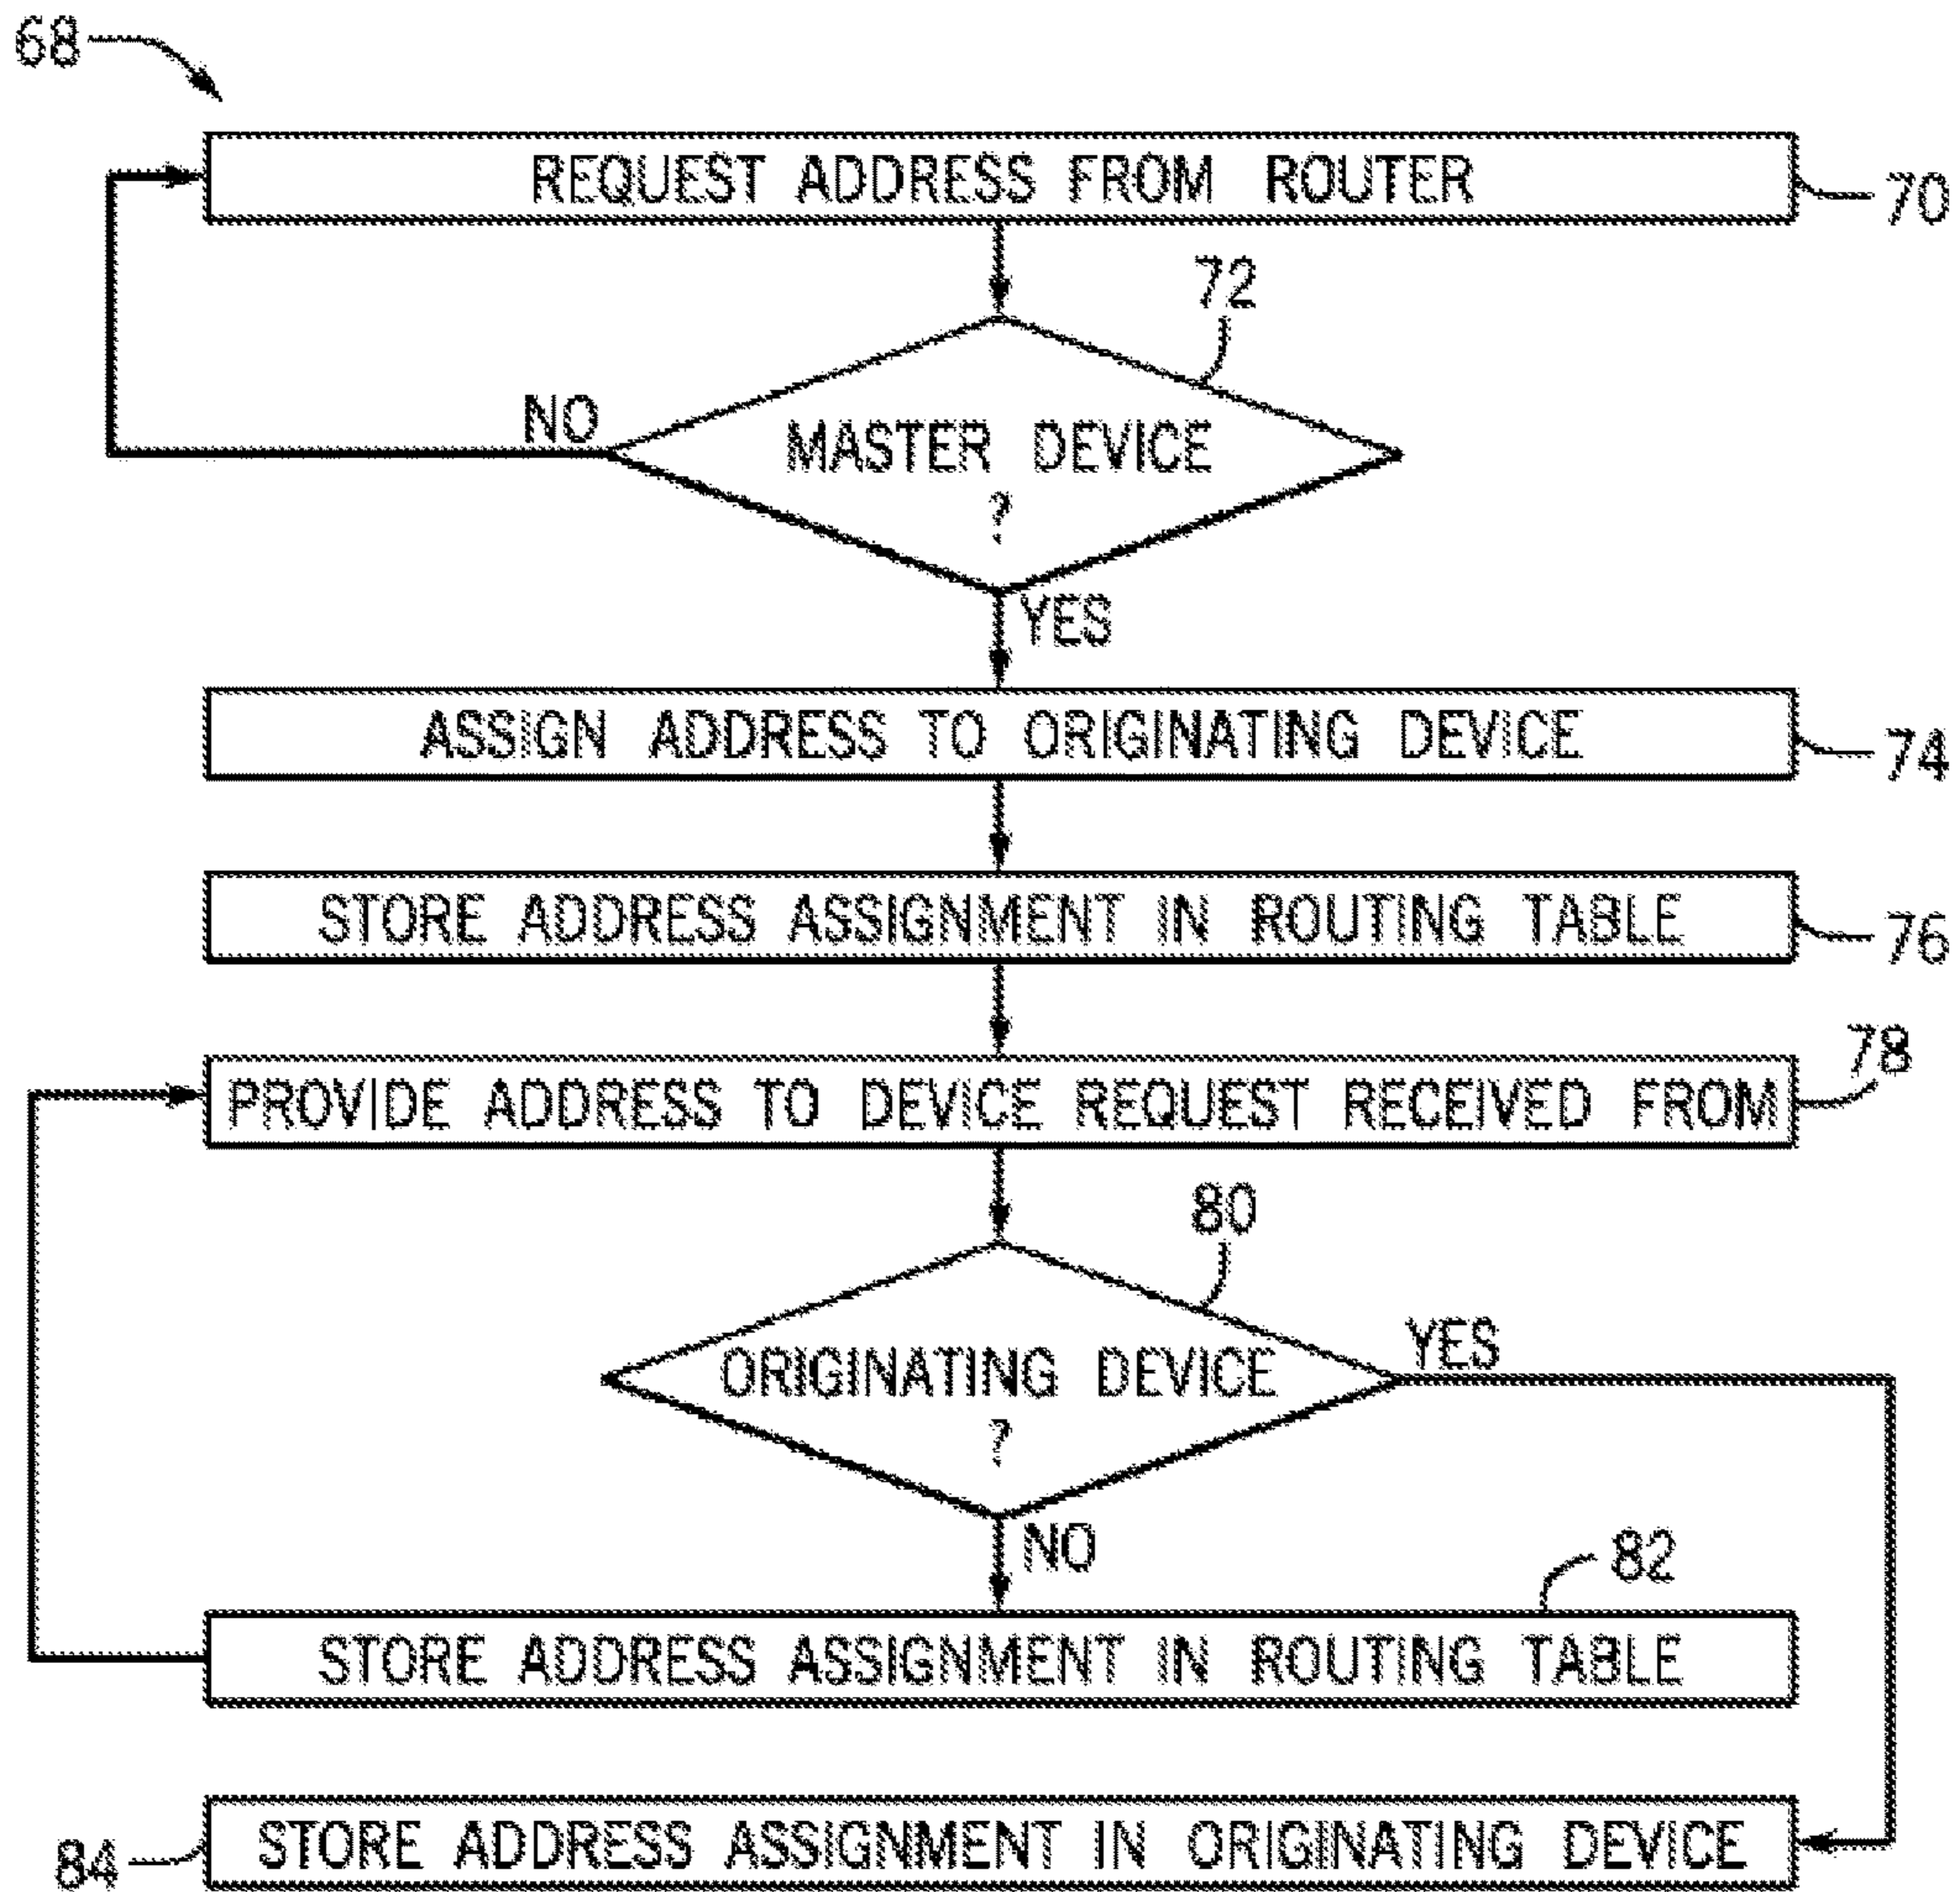 68
REQUEST ADDRESS FROM ROUTER
70
72
NO
MASTER DEVICE
?
YES
ASSIGN ADDRESS TO ORIGINATING DEVICE
74
STORE ADDRESS ASSIGNMENT IN ROUTING TABLE
76
78
PROVIDE ADDRESS TO DEVICE REQUEST RECEIVED FROM
80
YES
ORIGINATING DEVICE
?
NO
82
STORE ADDRESS ASSIGNMENT IN ROUTING TABLE
STORE ADDRESS ASSIGNMENT IN ORIGINATING DEVICE
84